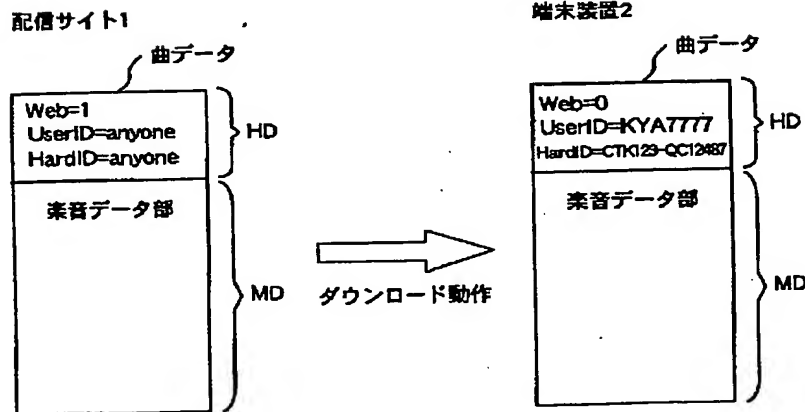 配信サイト1
曲データ
Web=1
UserID=anyone
HardID=anyone
HD
楽音データ部
MD
ダウンロード動作
端末装置2
曲データ
Web=0
UserID=KYA7777
HardID=CTK123-QC12487
HD
楽音データ部
MD